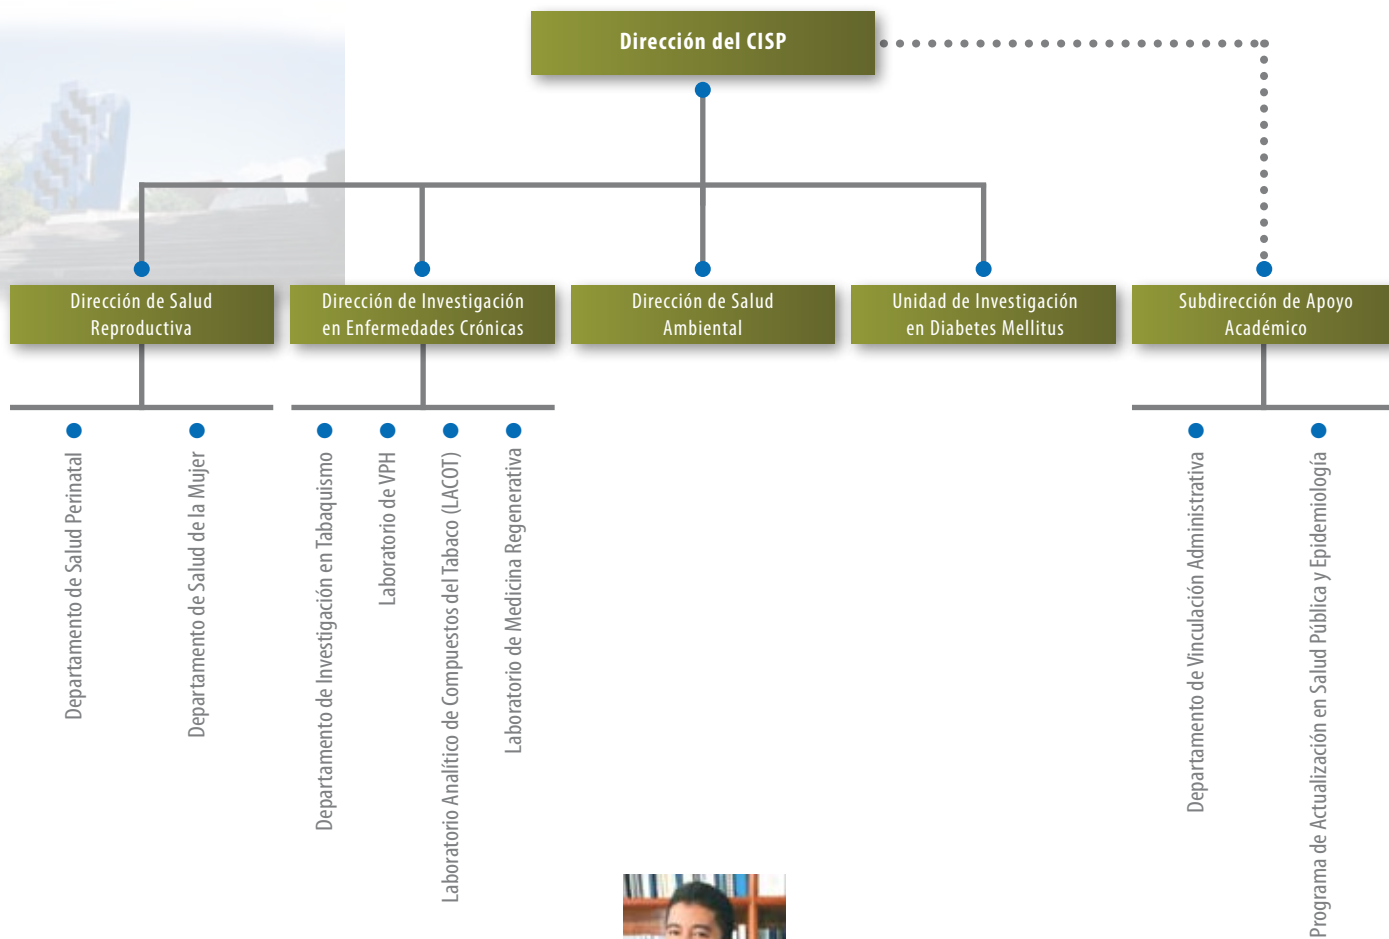 Dirección del CISP
Dirección de Salud
Reproductiva
Dirección de Investigación
en Enfermedades Crónicas
Dirección de Salud
Ambiental
Unidad de Investigación
en Diabetes Mellitus
Subdirección de Apoyo
Académico
Departamento de Salud Perinatal
Departamento de Salud de la Mujer
Departamento de Investigación en Tabaquismo
Laboratorio de VPH
Laboratorio Analítico de Compuestos del Tabaco (LACOT)
Laboratorio de Medicina Regenerativa
Departamento de Vinculación Administrativa
Programa de Actualización en Salud Pública y Epidemiología